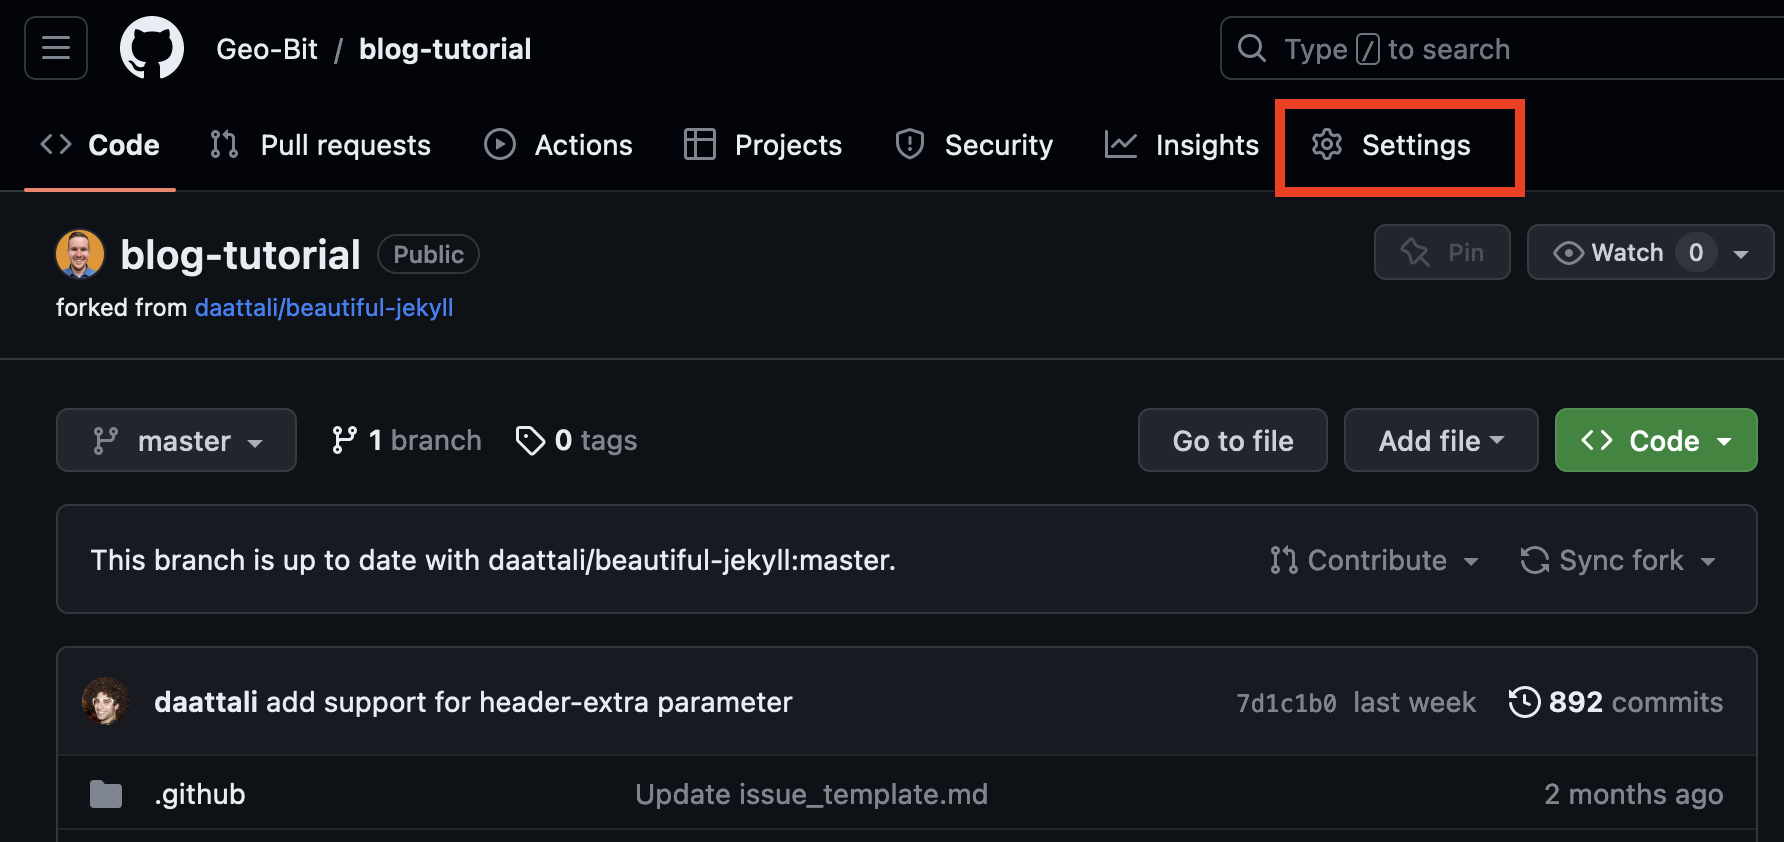 Geo-Bit / blog-tutorial
Type / to search
Code Pull requests Actions Projects Security Insights Settings
blog-tutorial Public
Pin Watch 0
forked from daattali/beautiful-jekyll
master 1 branch 0 tags Go to file Add file Code
This branch is up to date with daattali/beautiful-jekyll:master. Contribute Sync fork
daattali add support for header-extra parameter 7d1c1b0 last week 892 commits
.github Update issue_template.md 2 months ago